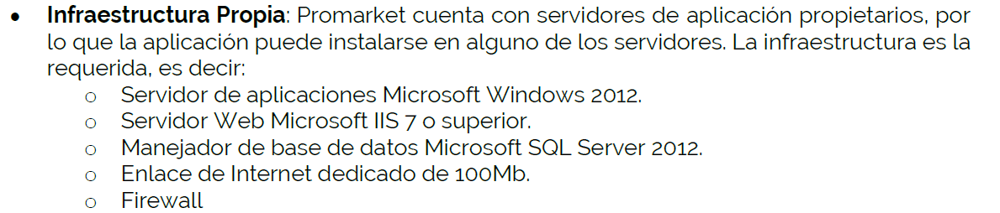 • Infraestructura Propia: Promarket cuenta con servidores de aplicación propietarios, por
lo que la aplicación puede instalarse en alguno de los servidores. La infraestructura es la
requerida, es decir:
o Servidor de aplicaciones Microsoft Windows 2012.
o Servidor Web Microsoft IIS 7 o superior.
o Manejador de base de datos Microsoft SQL Server 2012.
o Enlace de Internet dedicado de 100Mb.
o Firewall